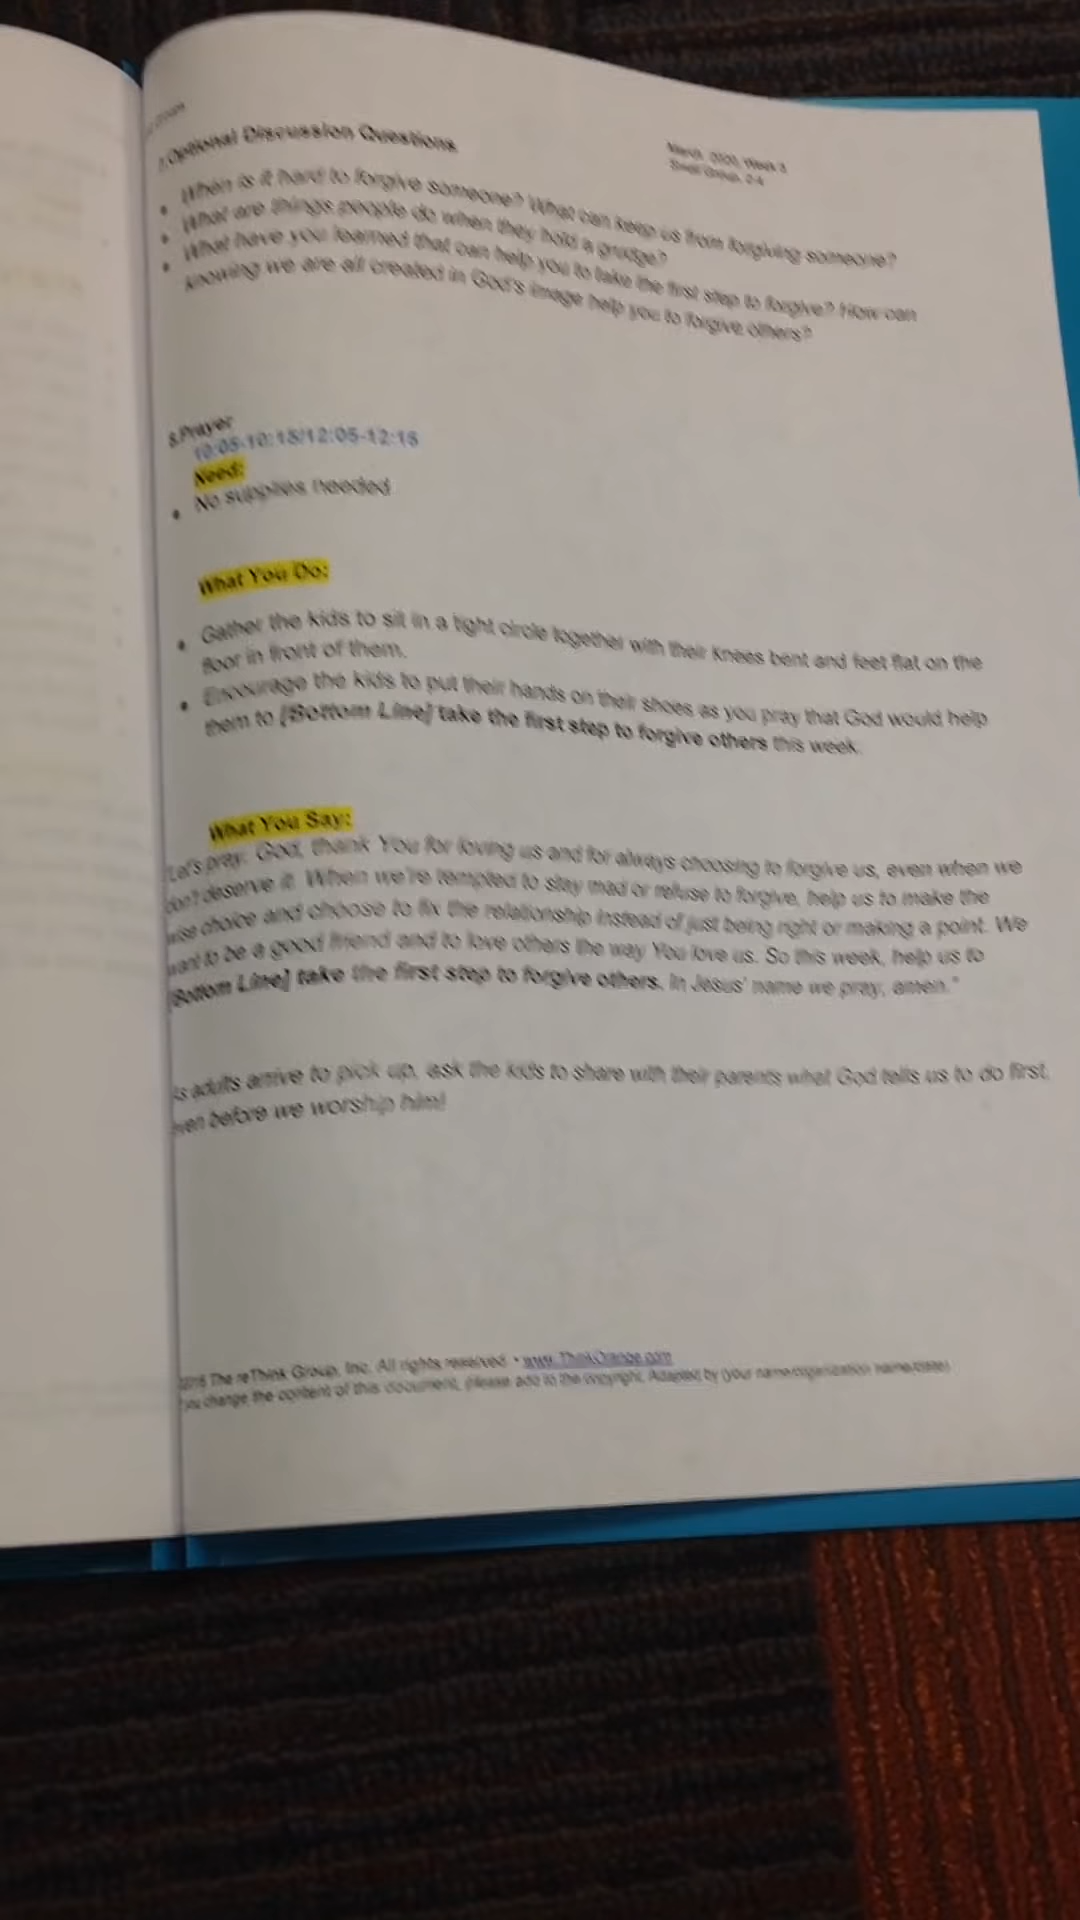 7.Optional Discussion Questions
March, 2020, Week 3
Small Group, 2-4
• When is it hard to forgive someone? What can keep us from forgiving someone?
• What are things people do when they hold a grudge?
• What have you learned that can help you to take the first step to forgive? How can
knowing we are all created in God's image help you to forgive others?
8.Prayer
10:05-10:15/12:05-12:15
Need:
• No supplies needed
What You Do:
• Gather the kids to sit in a tight circle together with their knees bent and feet flat on the
floor in front of them.
• Encourage the kids to put their hands on their shoes as you pray that God would help
them to [Bottom Line] take the first step to forgive others this week.
What You Say:
"Let's pray. God, thank You for loving us and for always choosing to forgive us, even when we
don't deserve it. When we're tempted to stay mad or refuse to forgive, help us to make the
wise choice and choose to fix the relationship instead of just being right or making a point. We
want to be a good friend and to love others the way You love us. So this week, help us to
[Bottom Line] take the first step to forgive others. In Jesus' name we pray, amen."
As adults arrive to pick up, ask the kids to share with their parents what God tells us to do first,
even before we worship him!
The reThink Group, Inc. All rights reserved. • www.ThinkOrange.com
you change the content of this document, please add to the copyright: Adapted by (your name/organization name/date)